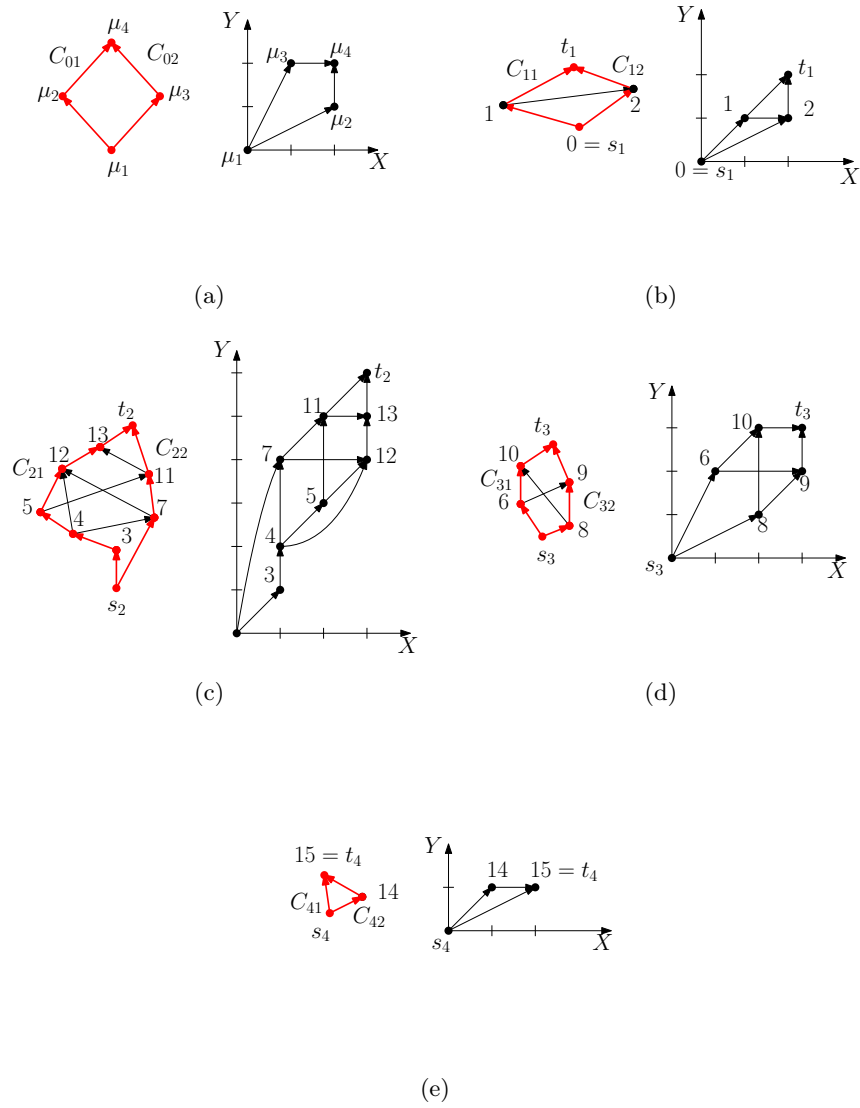 μ4
C01
C02
μ2
μ3
μ1
Y
μ3
μ4
μ2
μ1
X
(a)
t1
C11
C12
1
2
0 = s1
Y
t1
1
2
0 = s1
X
(b)
t2
13
12
C21
C22
11
5
4
3
7
s2
Y
t2
11
13
7
12
5
4
3
X
(c)
t3
10
C31
9
6
C32
8
s3
Y
10
t3
6
9
8
s3
X
(d)
15 = t4
14
C41
C42
s4
Y
14
15 = t4
s4
X
(e)